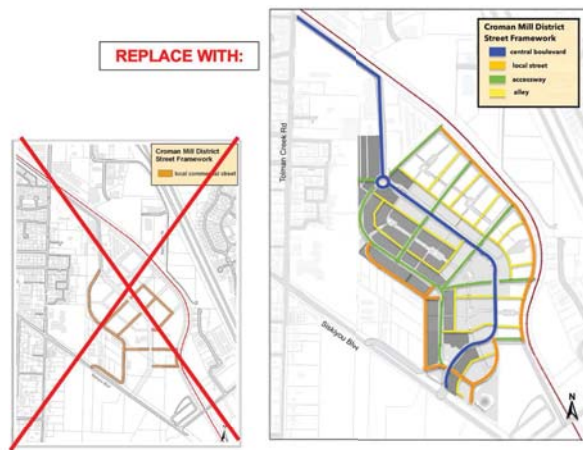 REPLACE WITH:
Croman Mill District
Street Framework
local commercial street
Croman Mill District
Street Framework
central boulevard
local street
accessway
alley
Tolman Creek Rd
Siskiyou Blvd
N